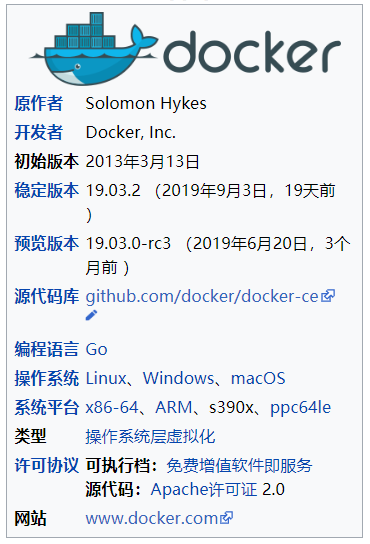 docker
原作者 Solomon Hykes
开发者 Docker, Inc.
初始版本 2013年3月13日
稳定版本 19.03.2 （2019年9月3日，19天前
）
预览版本 19.03.0-rc3 （2019年6月20日，3个
月前 ）
源代码库 github.com/docker/docker-ce
编程语言 Go
操作系统 Linux、Windows、macOS
系统平台 x86-64、ARM、s390x、ppc64le
类型 操作系统层虚拟化
许可协议 可执行档：免费增值软件即服务
源代码：Apache许可证 2.0
网站 www.docker.com